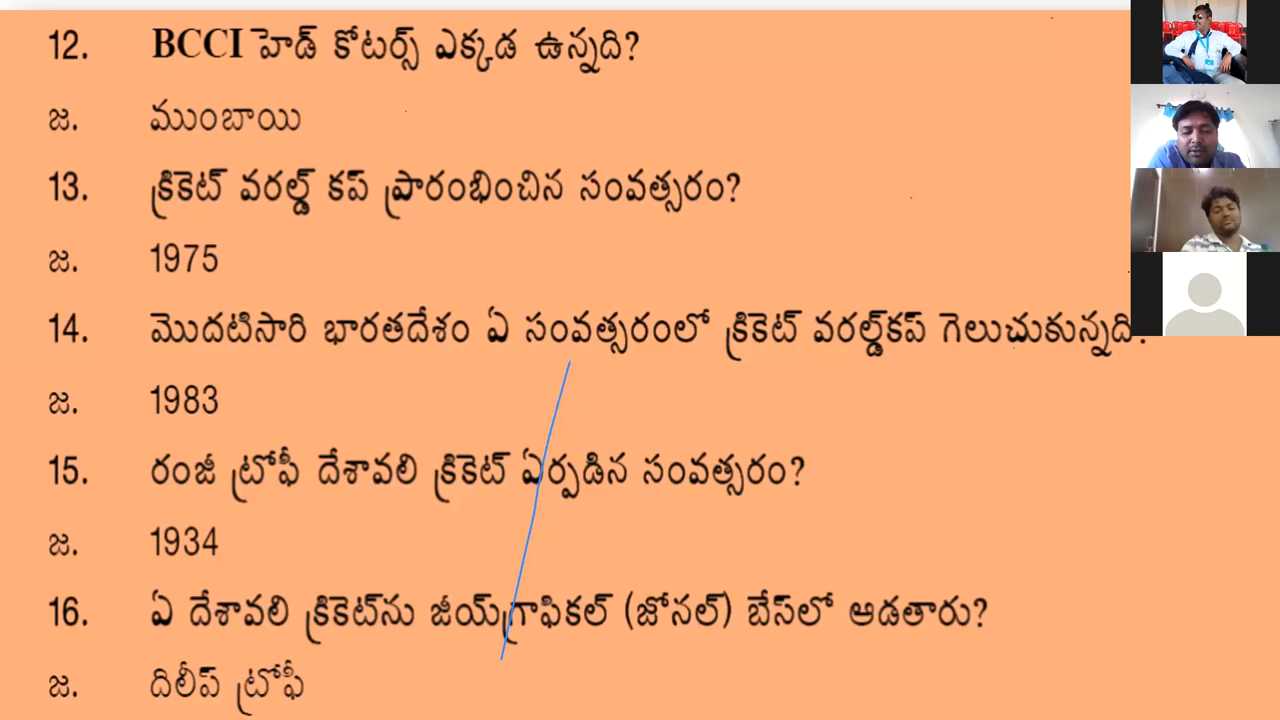 12. BCCI హెడ్ కోటర్స్ ఎక్కడ ఉన్నది?
జ. ముంబాయి
13. క్రికెట్ వరల్డ్ కప్ ప్రారంభించిన సంవత్సరం?
జ. 1975
14. మొదటిసారి భారతదేశం ఏ సంవత్సరంలో క్రికెట్ వరల్డ్‌కప్ గెలుచుకున్నది?
జ. 1983
15. రంజీ ట్రోఫీ దేశావలి క్రికెట్ ఏర్పడిన సంవత్సరం?
జ. 1934
16. ఏ దేశావలి క్రికెట్‌ను జీయ్‌గ్రాఫికల్ (జోనల్) బేస్‌లో ఆడతారు?
జ. దిలీప్ ట్రోఫీ